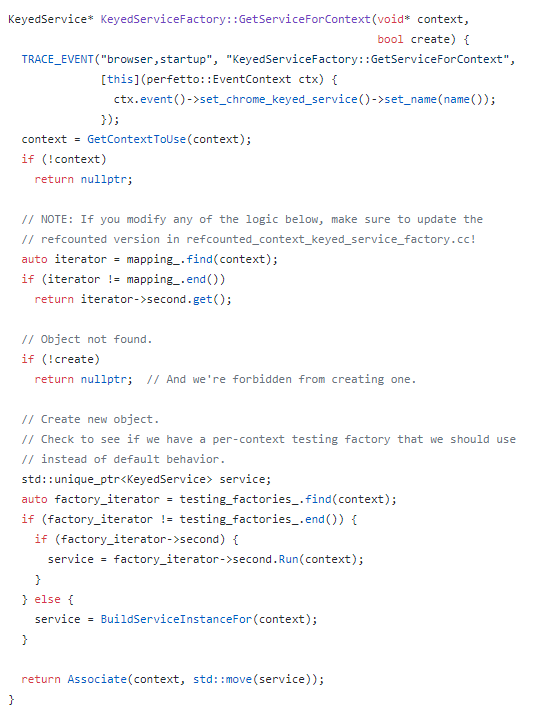 KeyedService* KeyedServiceFactory::GetServiceForContext(void* context,
                                                        bool create) {
  TRACE_EVENT("browser,startup", "KeyedServiceFactory::GetServiceForContext",
              [this](perfetto::EventContext ctx) {
                ctx.event()->set_chrome_keyed_service()->set_name(name());
              });
  context = GetContextToUse(context);
  if (!context)
    return nullptr;

  // NOTE: If you modify any of the logic below, make sure to update the
  // refcounted version in refcounted_context_keyed_service_factory.cc!
  auto iterator = mapping_.find(context);
  if (iterator != mapping_.end())
    return iterator->second.get();

  // Object not found.
  if (!create)
    return nullptr;  // And we're forbidden from creating one.

  // Create new object.
  // Check to see if we have a per-context testing factory that we should use
  // instead of default behavior.
  std::unique_ptr<KeyedService> service;
  auto factory_iterator = testing_factories_.find(context);
  if (factory_iterator != testing_factories_.end()) {
    if (factory_iterator->second) {
      service = factory_iterator->second.Run(context);
    }
  } else {
    service = BuildServiceInstanceFor(context);
  }

  return Associate(context, std::move(service));
}